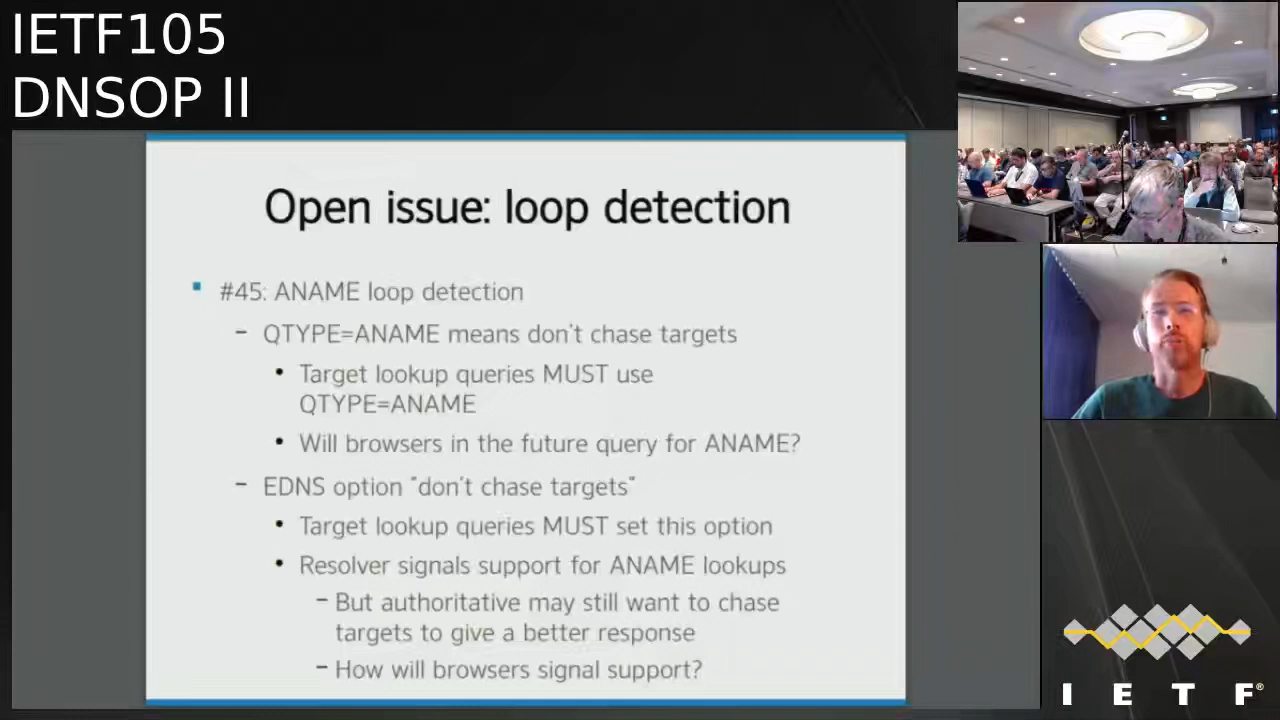 IETF105
DNSOP II
Open issue: loop detection
#45: ANAME loop detection
– QTYPE=ANAME means don't chase targets
• Target lookup queries MUST use
QTYPE=ANAME
• Will browsers in the future query for ANAME?
– EDNS option "don't chase targets"
• Target lookup queries MUST set this option
• Resolver signals support for ANAME lookups
– But authoritative may still want to chase
targets to give a better response
– How will browsers signal support?
I E T F®